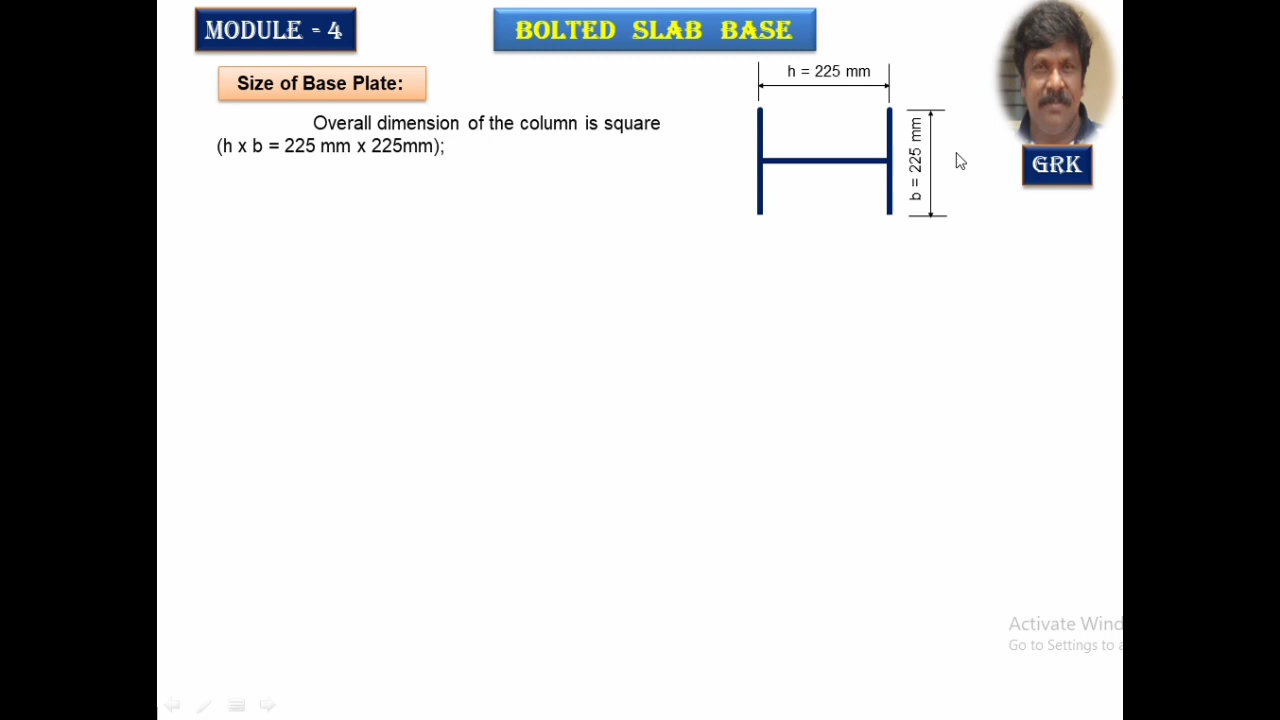 MODULE - 4
BOLTED SLAB BASE
Size of Base Plate:
h = 225 mm
Overall dimension of the column is square
(h x b = 225 mm x 225mm);
b = 225 mm
GRK
Activate Wind
Go to Settings to a